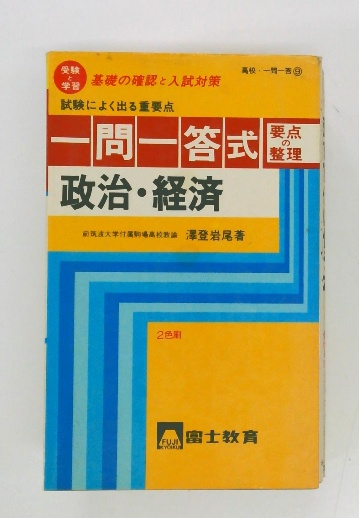 高校・一問一答⑨
受験と学習
基礎の確認と入試対策
試験によく出る重要点
一問一答式
要点の整理
政治・経済
前筑波大学付属駒場高校教諭 澤登岩尾著
2色刷
FUJI KYOIKU
富士教育